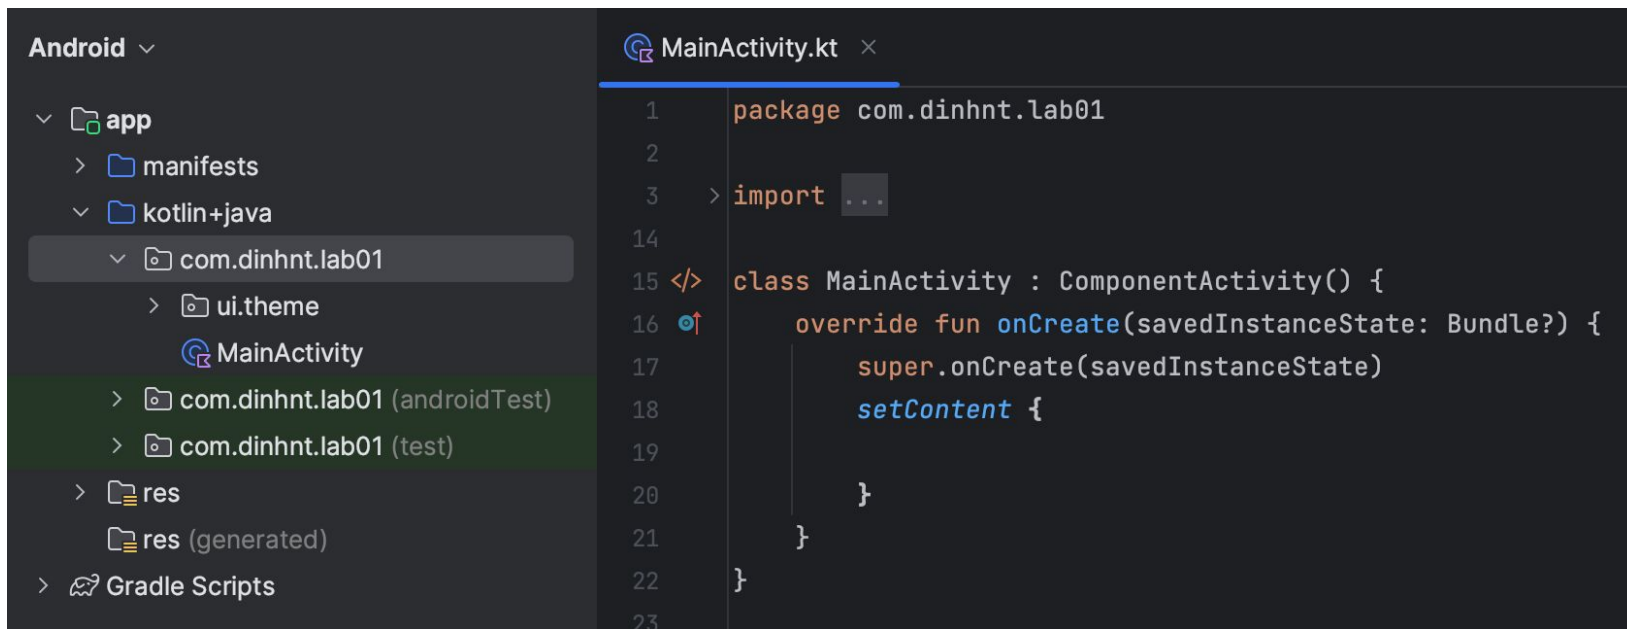 Android
app
manifests
kotlin+java
com.dinhnt.lab01
ui.theme
MainActivity
com.dinhnt.lab01 (androidTest)
com.dinhnt.lab01 (test)
res
res (generated)
Gradle Scripts
MainActivity.kt ×
1 package com.dinhnt.lab01
2
3 import ...
14
15 </> class MainActivity : ComponentActivity() {
16 override fun onCreate(savedInstanceState: Bundle?) {
17 super.onCreate(savedInstanceState)
18 setContent {
19
20 }
21 }
22 }
23